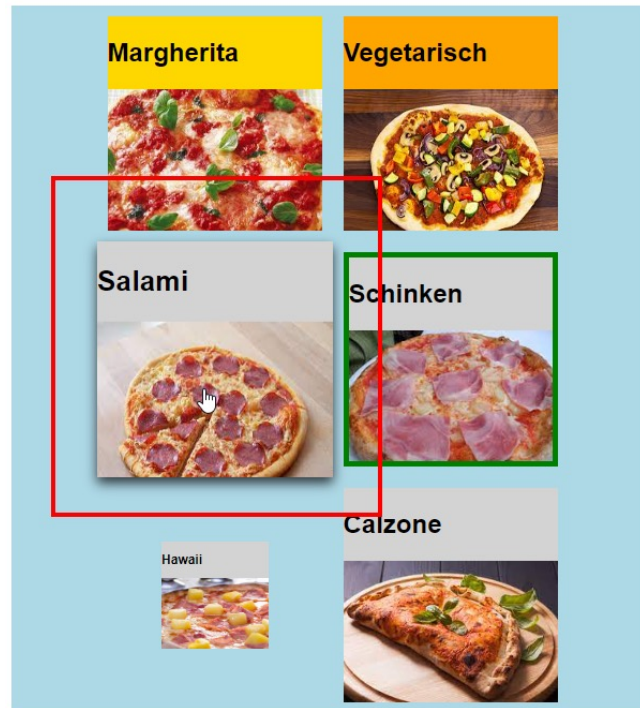 Margherita
Vegetarisch
Salami
Schinken
Hawaii
Calzone